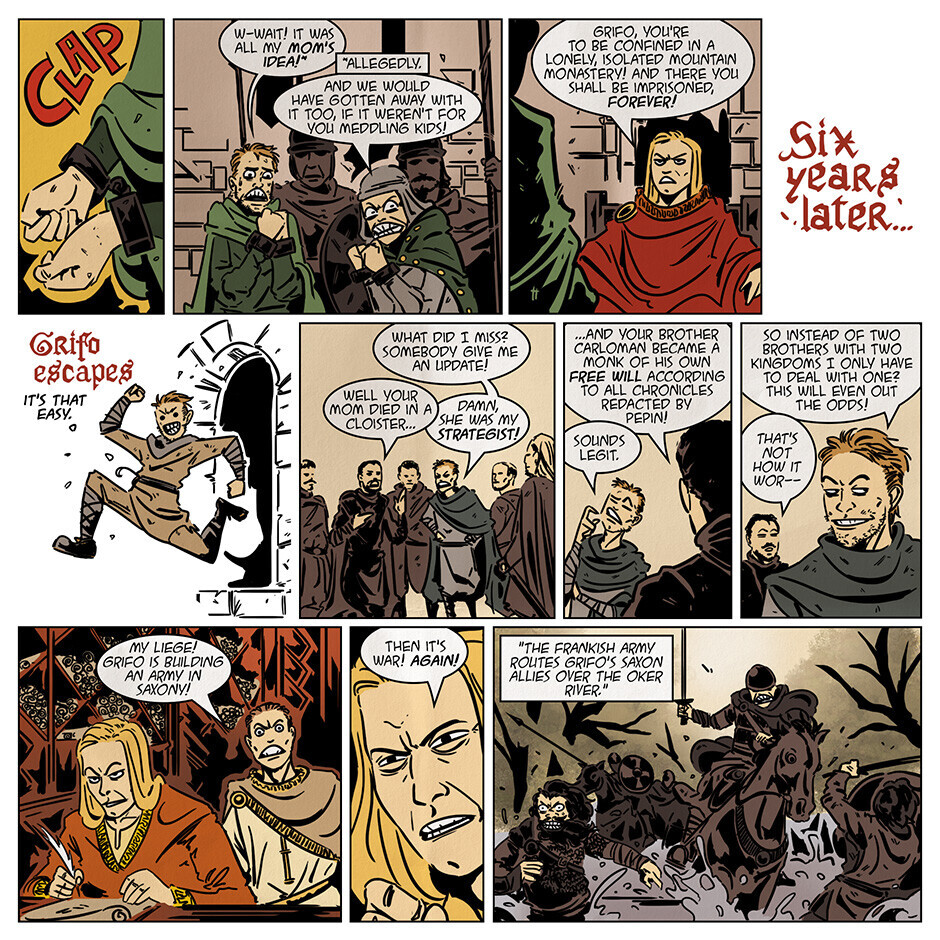 CLAP
W-WAIT! IT WAS
ALL MY MOM'S
IDEA!"
"ALLEGEDLY.
AND WE WOULD
HAVE GOTTEN AWAY WITH
IT TOO, IF IT WEREN'T FOR
YOU MEDDLING KIDS!
GRIFO, YOU'RE
TO BE CONFINED IN A
LONELY, ISOLATED MOUNTAIN
MONASTERY! AND THERE YOU
SHALL BE IMPRISONED,
FOREVER!
Six
years
later...
Grifo
escapes
IT'S THAT
EASY.
WHAT DID I MISS?
SOMEBODY GIVE ME
AN UPDATE!
WELL YOUR
MOM DIED IN A
CLOISTER...
DAMN,
SHE WAS MY
STRATEGIST!
...AND YOUR BROTHER
CARLOMAN BECAME A
MONK OF HIS OWN
FREE WILL ACCORDING
TO ALL CHRONICLES
REDACTED BY
PEPIN!
SOUNDS
LEGIT.
SO INSTEAD OF TWO
BROTHERS WITH TWO
KINGDOMS I ONLY HAVE
TO DEAL WITH ONE?
THIS WILL EVEN OUT
THE ODDS!
THAT'S
NOT
HOW IT
WOR--
MY LIEGE!
GRIFO IS BUILDING
AN ARMY IN
SAXONY!
THEN IT'S
WAR! AGAIN!
"THE FRANKISH ARMY
ROUTES GRIFO'S SAXON
ALLIES OVER THE OKER
RIVER."